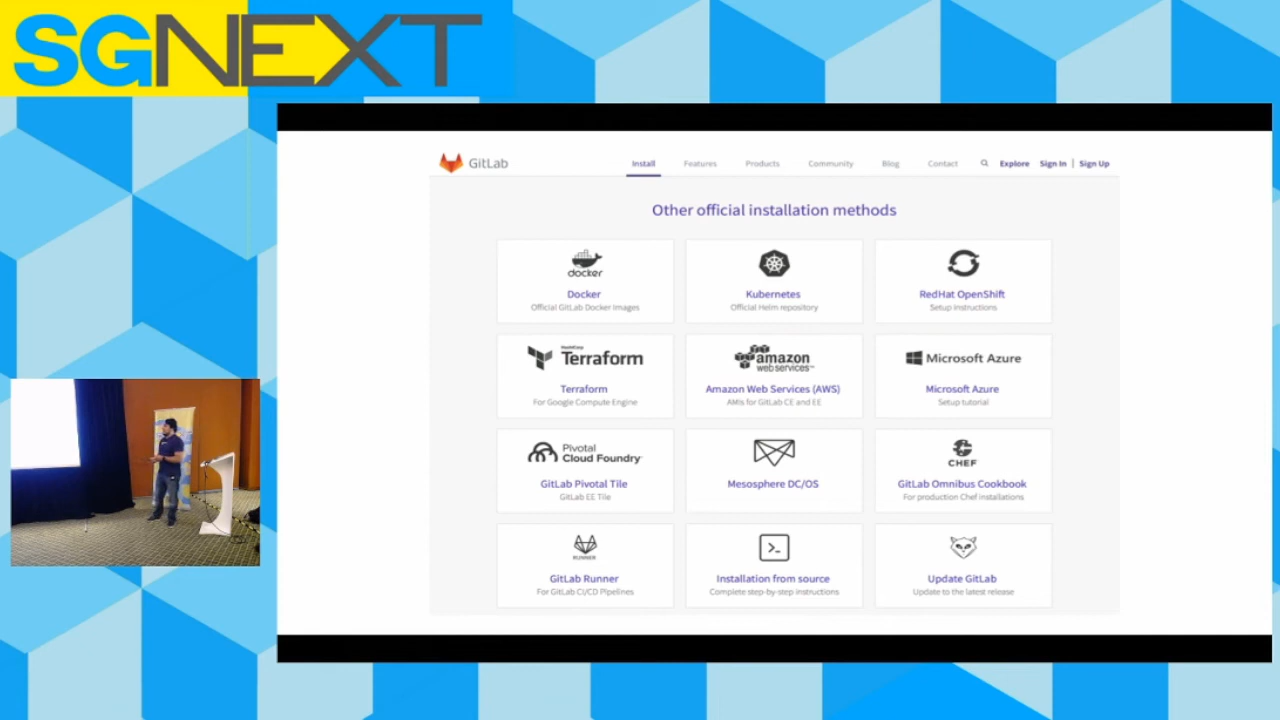 SGNEXT
GitLab
Install Features Products Community Blog Contact Explore Sign In | Sign Up
Other official installation methods
docker
Docker
Official GitLab Docker Images
Kubernetes
Official Helm repository
RedHat OpenShift
Setup instructions
HashiCorp
Terraform
Terraform
For Google Compute Engine
amazon
web services™
Amazon Web Services (AWS)
AMIs for GitLab CE and EE
Microsoft Azure
Microsoft Azure
Setup tutorial
Pivotal
Cloud Foundry
GitLab Pivotal Tile
GitLab EE Tile
Mesosphere DC/OS
CHEF
GitLab Omnibus Cookbook
For production Chef installations
RUNNER
GitLab Runner
For GitLab CI/CD Pipelines
>_
Installation from source
Complete step-by-step instructions
Update GitLab
Update to the latest release